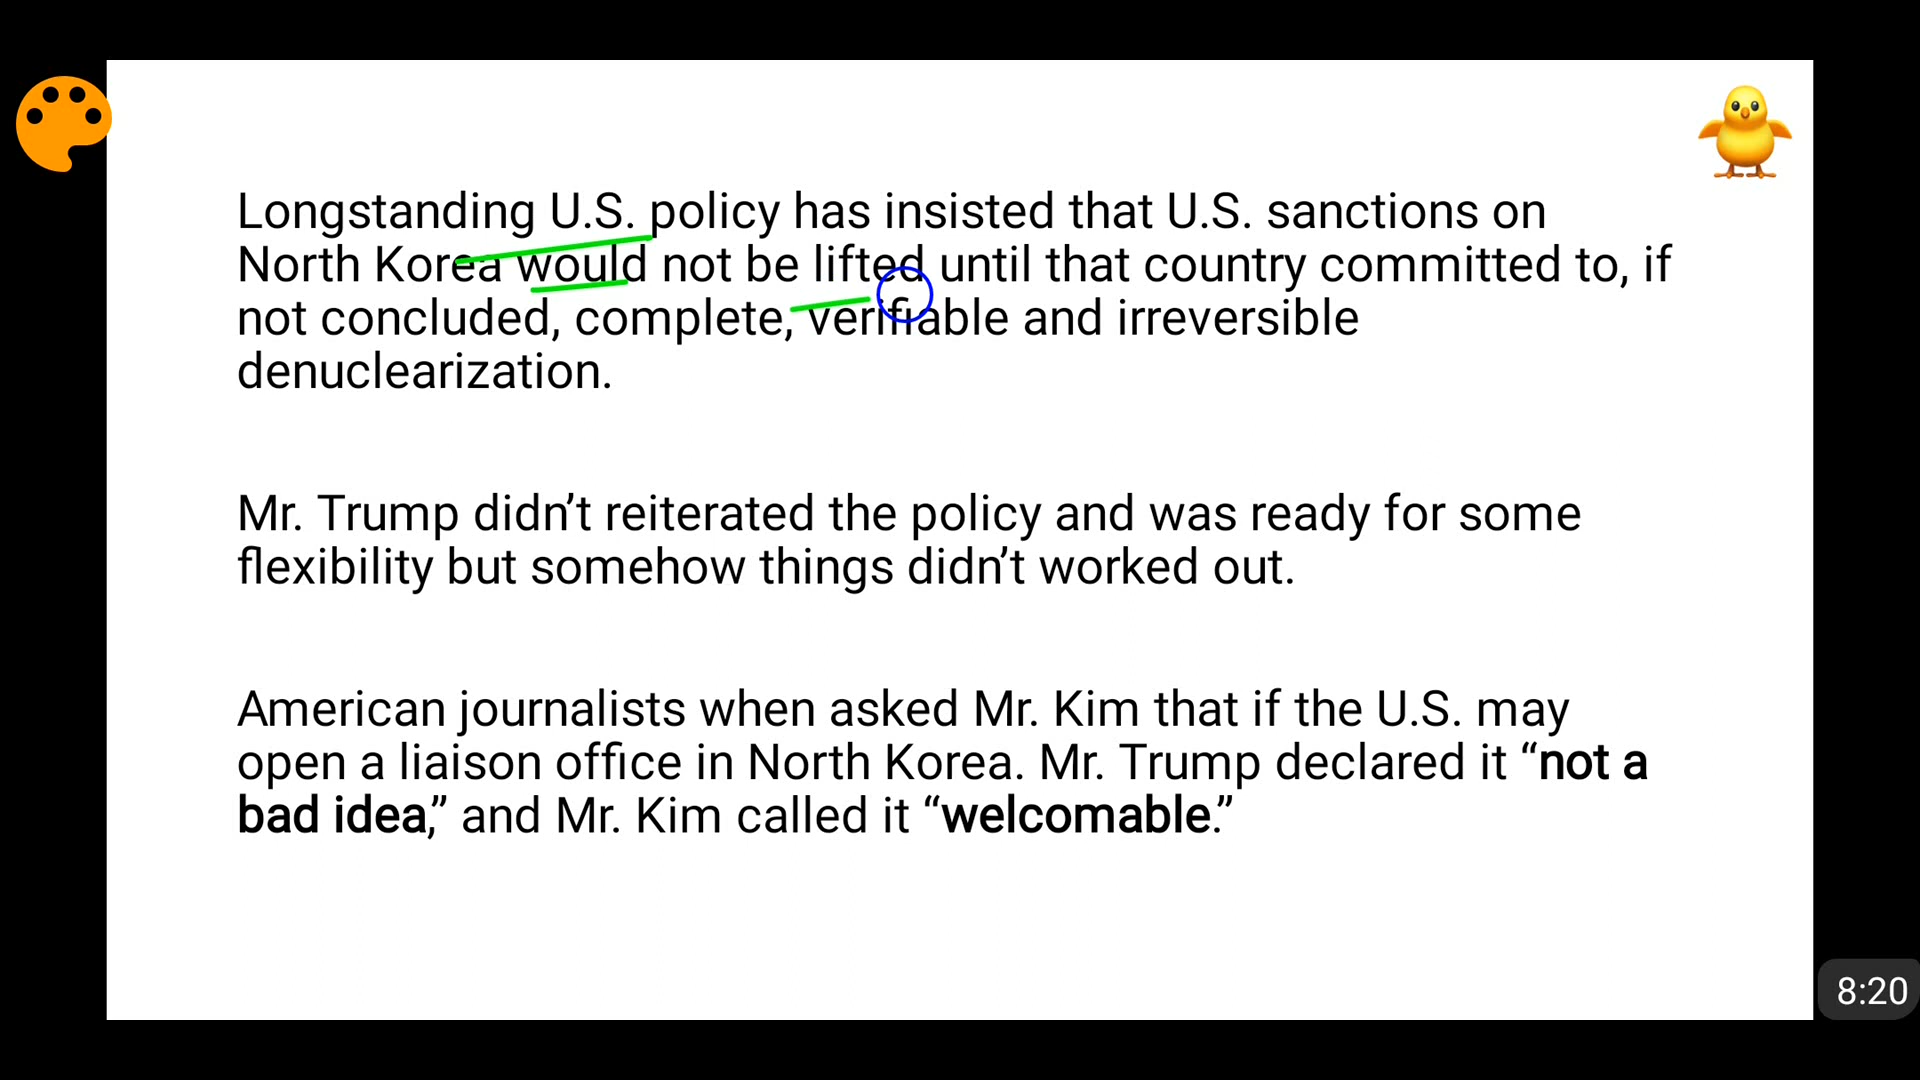 Longstanding U.S. policy has insisted that U.S. sanctions on
North Korea would not be lifted until that country committed to, if
not concluded, complete, verifiable and irreversible
denuclearization.
Mr. Trump didn’t reiterated the policy and was ready for some
flexibility but somehow things didn’t worked out.
American journalists when asked Mr. Kim that if the U.S. may
open a liaison office in North Korea. Mr. Trump declared it “not a
bad idea,” and Mr. Kim called it “welcomable.”
8:20